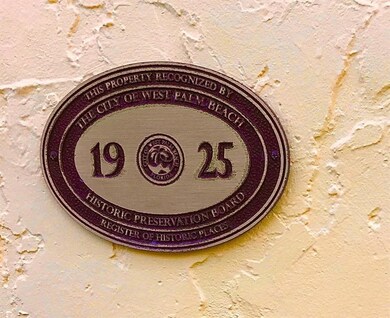 THIS PROPERTY RECOGNIZED BY
THE CITY OF WEST PALM BEACH
19 25
HISTORIC PRESERVATION BOARD
REGISTER OF HISTORIC PLACES